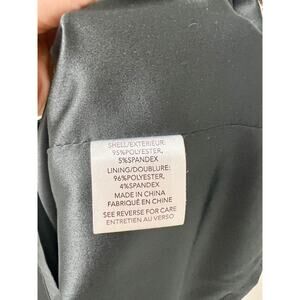 SHELL/EXTERIEUR:
95%POLYESTER,
5%SPANDEX
LINING/DOUBLURE:
96%POLYESTER,
4%SPANDEX
MADE IN CHINA
FABRIQUÉ EN CHINE
SEE REVERSE FOR CARE
ENTRETIEN AU VERSO